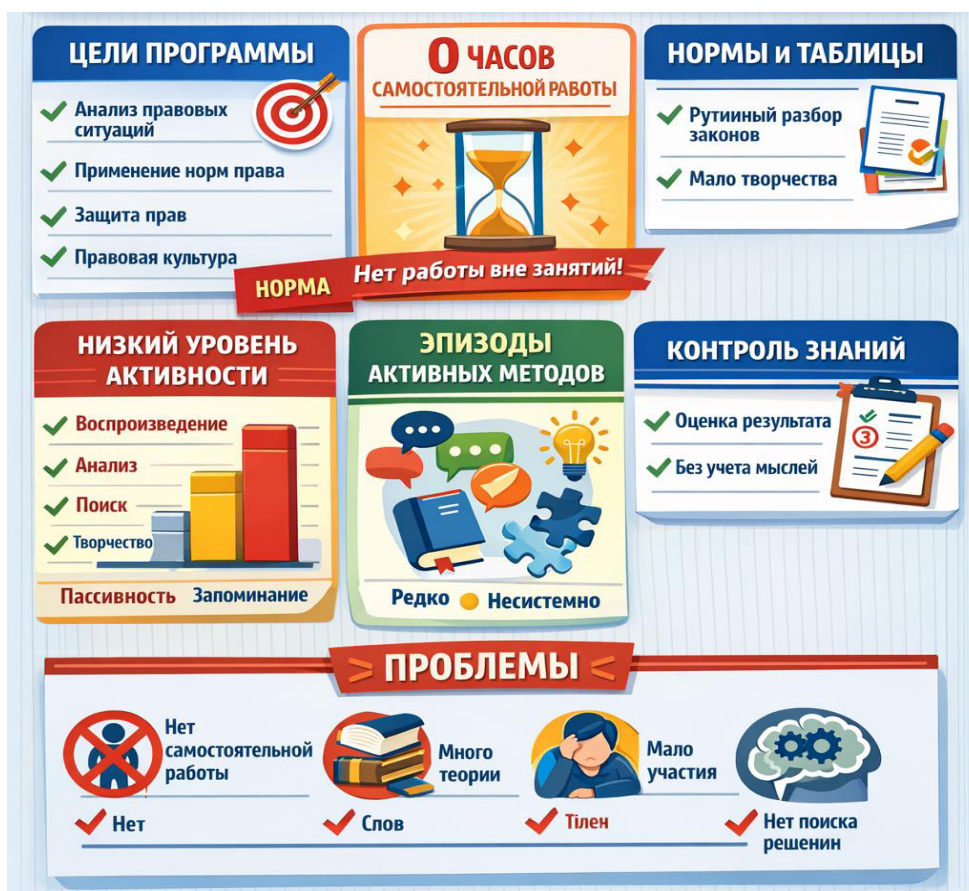 ЦЕЛИ ПРОГРАММЫ
Анализ правовых
ситуаций
Применение норм права
Защита прав
Правовая культура
0 ЧАСОВ
САМОСТОЯТЕЛЬНОЙ РАБОТЫ
НОРМА
Нет работы вне занятий!
НОРМЫ и ТАБЛИЦЫ
Рутииный разбор
законов
Мало творчества
НИЗКИЙ УРОВЕНЬ
АКТИВНОСТИ
Воспроизведение
Анализ
Поиск
Творчество
Пассивность Запоминание
ЭПИЗОДЫ
АКТИВНЫХ МЕТОДОВ
Редко Несистемно
КОНТРОЛЬ ЗНАНИЙ
3
Оценка результата
Без учета мыслей
ПРОБЛЕМЫ
Нет
самостоятельной
работы
Нет
Много
теории
Слов
Мало
участия
Тілен
Нет поиска
решенин